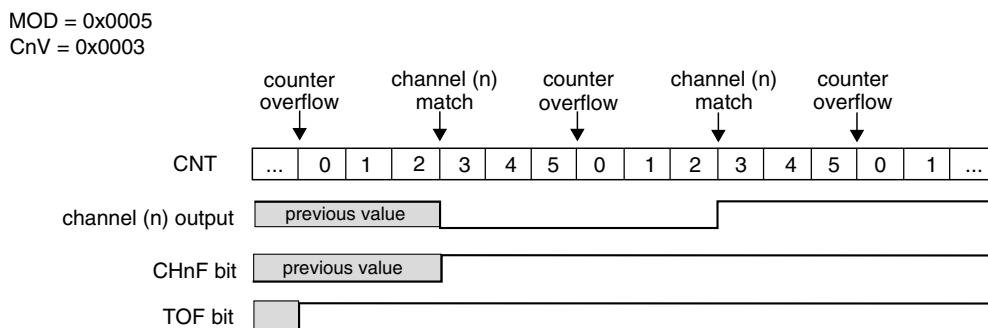 MOD = 0x0005
CnV = 0x0003
counter overflow
channel (n) match
counter overflow
channel (n) match
counter overflow
CNT ... 0 1 2 3 4 5 0 1 2 3 4 5 0 1 ...
channel (n) output previous value
CHnF bit previous value
TOF bit